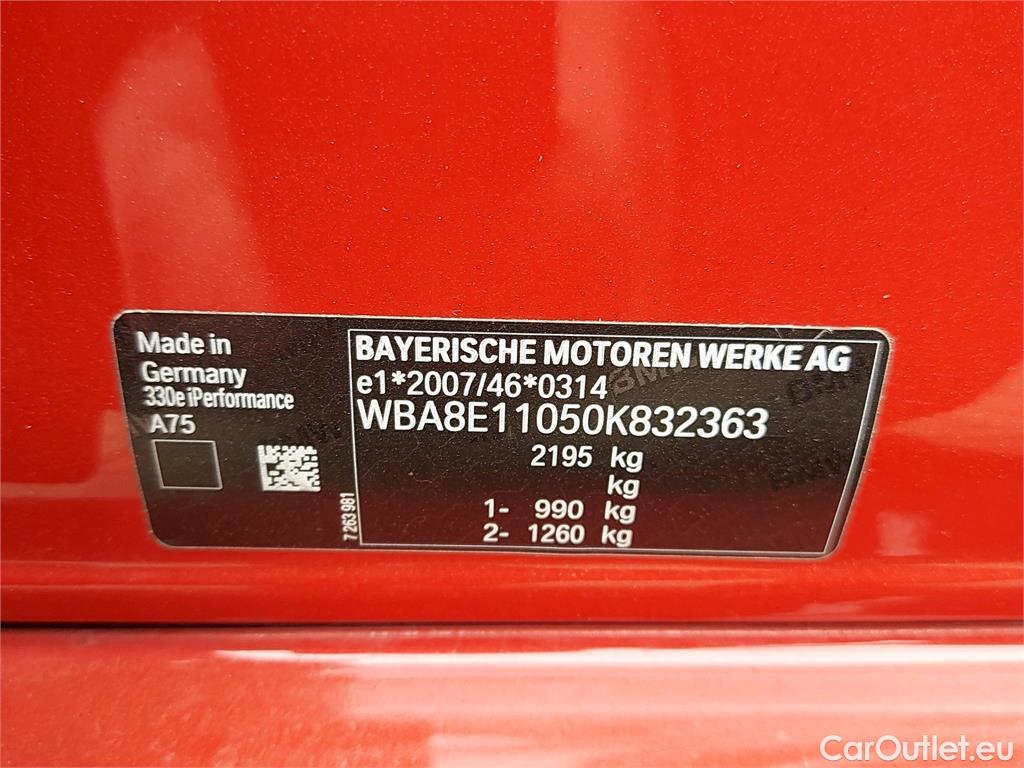 Made in
Germany
330e iPerformance
A75
7 263 981
BAYERISCHE MOTOREN WERKE AG
e1*2007/46*0314
WBA8E11050K832363
2195 kg
kg
1- 990 kg
2- 1260 kg
CarOutlet.eu